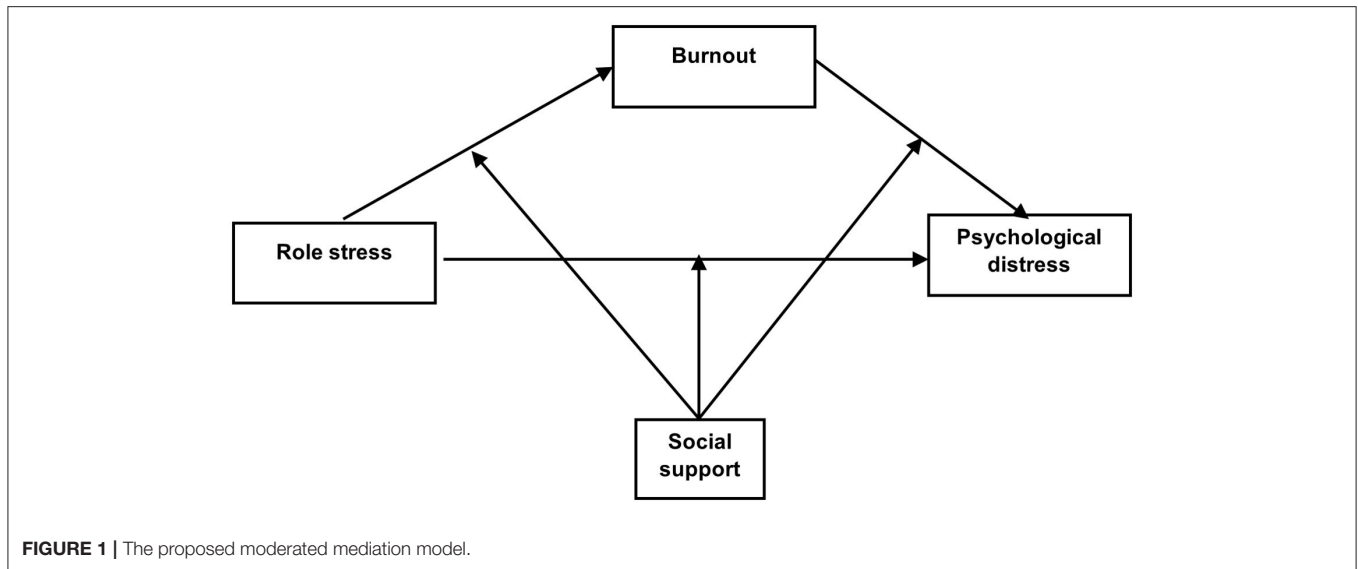 Burnout
Role stress
Psychological
distress
Social
support
FIGURE 1 | The proposed moderated mediation model.